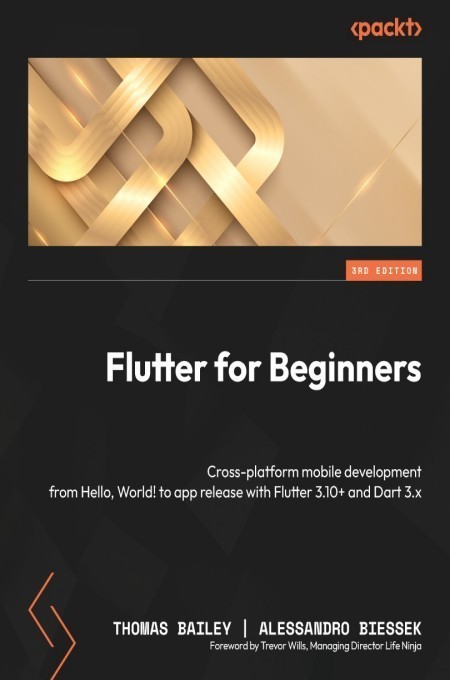 <packt>
3RD EDITION
Flutter for Beginners
Cross-platform mobile development
from Hello, World! to app release with Flutter 3.10+ and Dart 3.x
THOMAS BAILEY | ALESSANDRO BIESSEK
Foreword by Trevor Wills, Managing Director Life Ninja